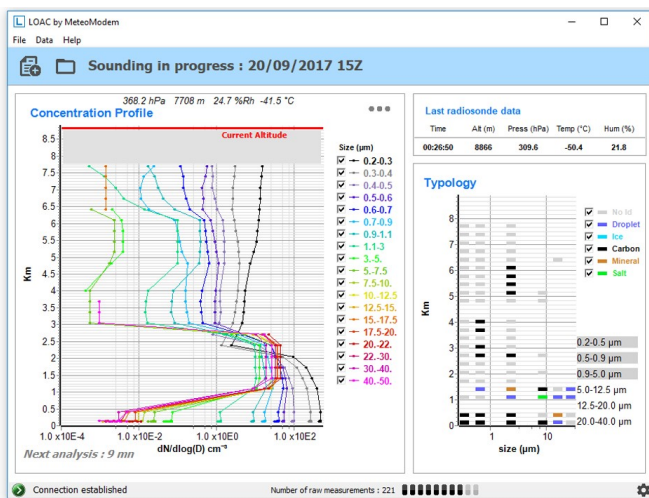 LOAC by MeteoModem
File Data Help
Sounding in progress : 20/09/2017 15Z
368.2 hPa 7708 m 24.7 %Rh -41.5 °C
Concentration Profile
Current Altitude
8.5
8
7.5
7
6.5
6
5.5
5
4.5
4
3.5
3
2.5
2
1.5
1
0.5
0
Km
1.0 x10E-4 1.0 x10E-2 1.0 x10E0 1.0 x10E2
dN/dlog(D) cm⁻³
Next analysis : 9 mn
Size (µm)
0.2-0.3
0.3-0.4
0.4-0.5
0.5-0.6
0.6-0.7
0.7-0.9
0.9-1.1
1.1-3
3.-5.
5.-7.5
7.5-10.
10.-12.5
12.5-15.
15.-17.5
17.5-20.
20.-22.
22.-30.
30.-40.
40.-50.
Last radiosonde data
Time Alt (m) Press (hPa) Temp (°C) Hum (%)
00:26:50 8866 309.6 -50.4 21.8
Typology
8
7
6
5
4
3
2
1
0
Km
1 10
size (µm)
No Id
Droplet
Ice
Carbon
Mineral
Salt
0.2-0.5 µm
0.5-0.9 µm
0.9-5.0 µm
5.0-12.5 µm
12.5-20.0 µm
20.0-40.0 µm
Connection established
Number of raw measurements : 221